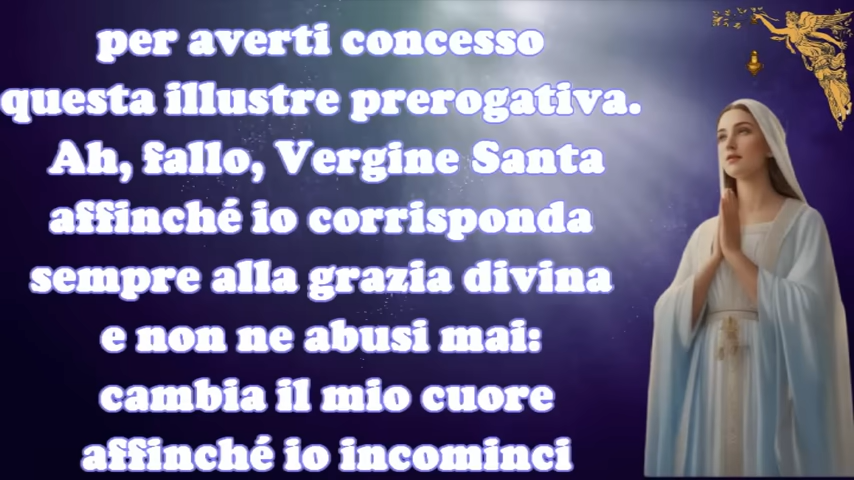 per averti concesso
questa illustre prerogativa.
Ah, fallo, Vergine Santa
affinché io corrisponda
sempre alla grazia divina
e non ne abusi mai:
cambia il mio cuore
affinché io incominci